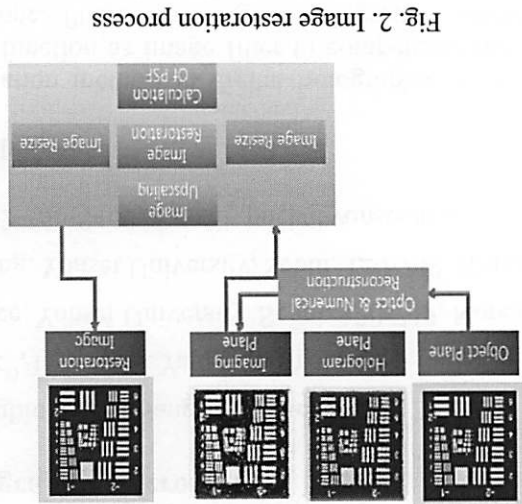 Object Plane
Hologram
Plane
Imaging
Plane
Restoration
Image
Optics & Numerical
Reconstruction
Image
Upscaling
Image Resize
Image
Restoration
Image Resize
Calculation
Of PSF
Fig. 2. Image restoration process